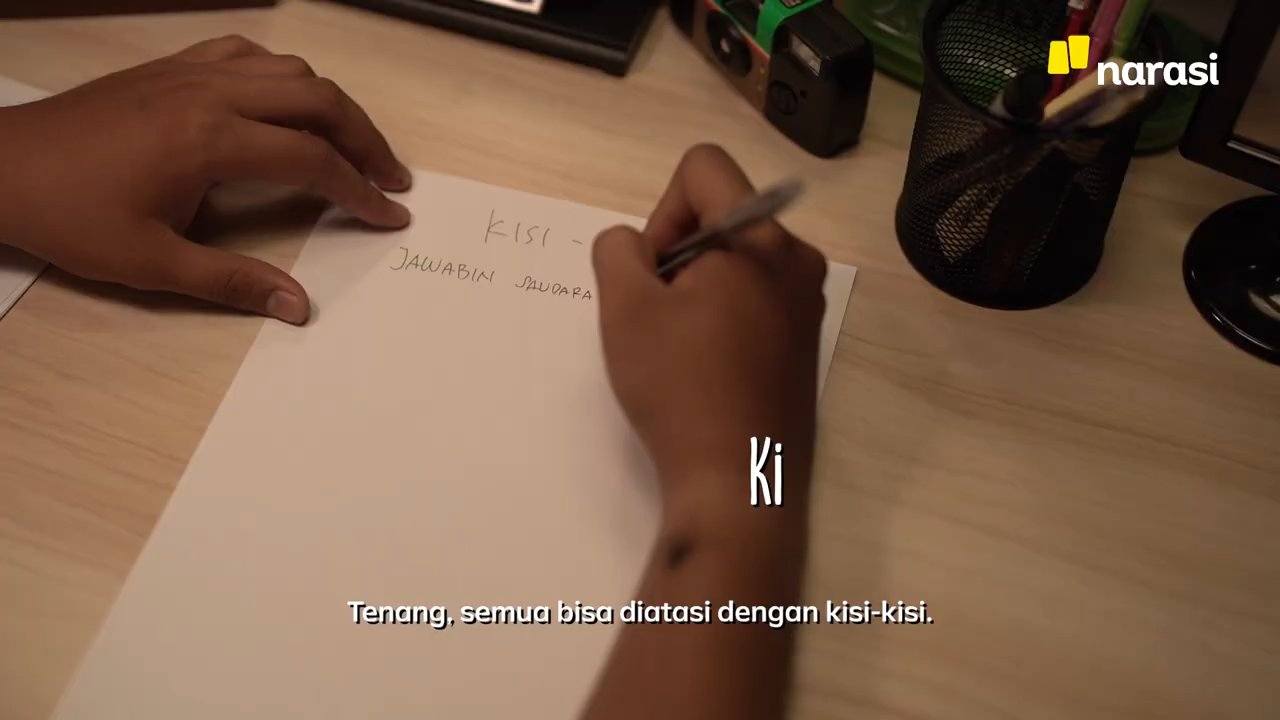 narasi
KISI -
JAWABIN SAUDARA
Ki
Tenang, semua bisa diatasi dengan kisi-kisi.